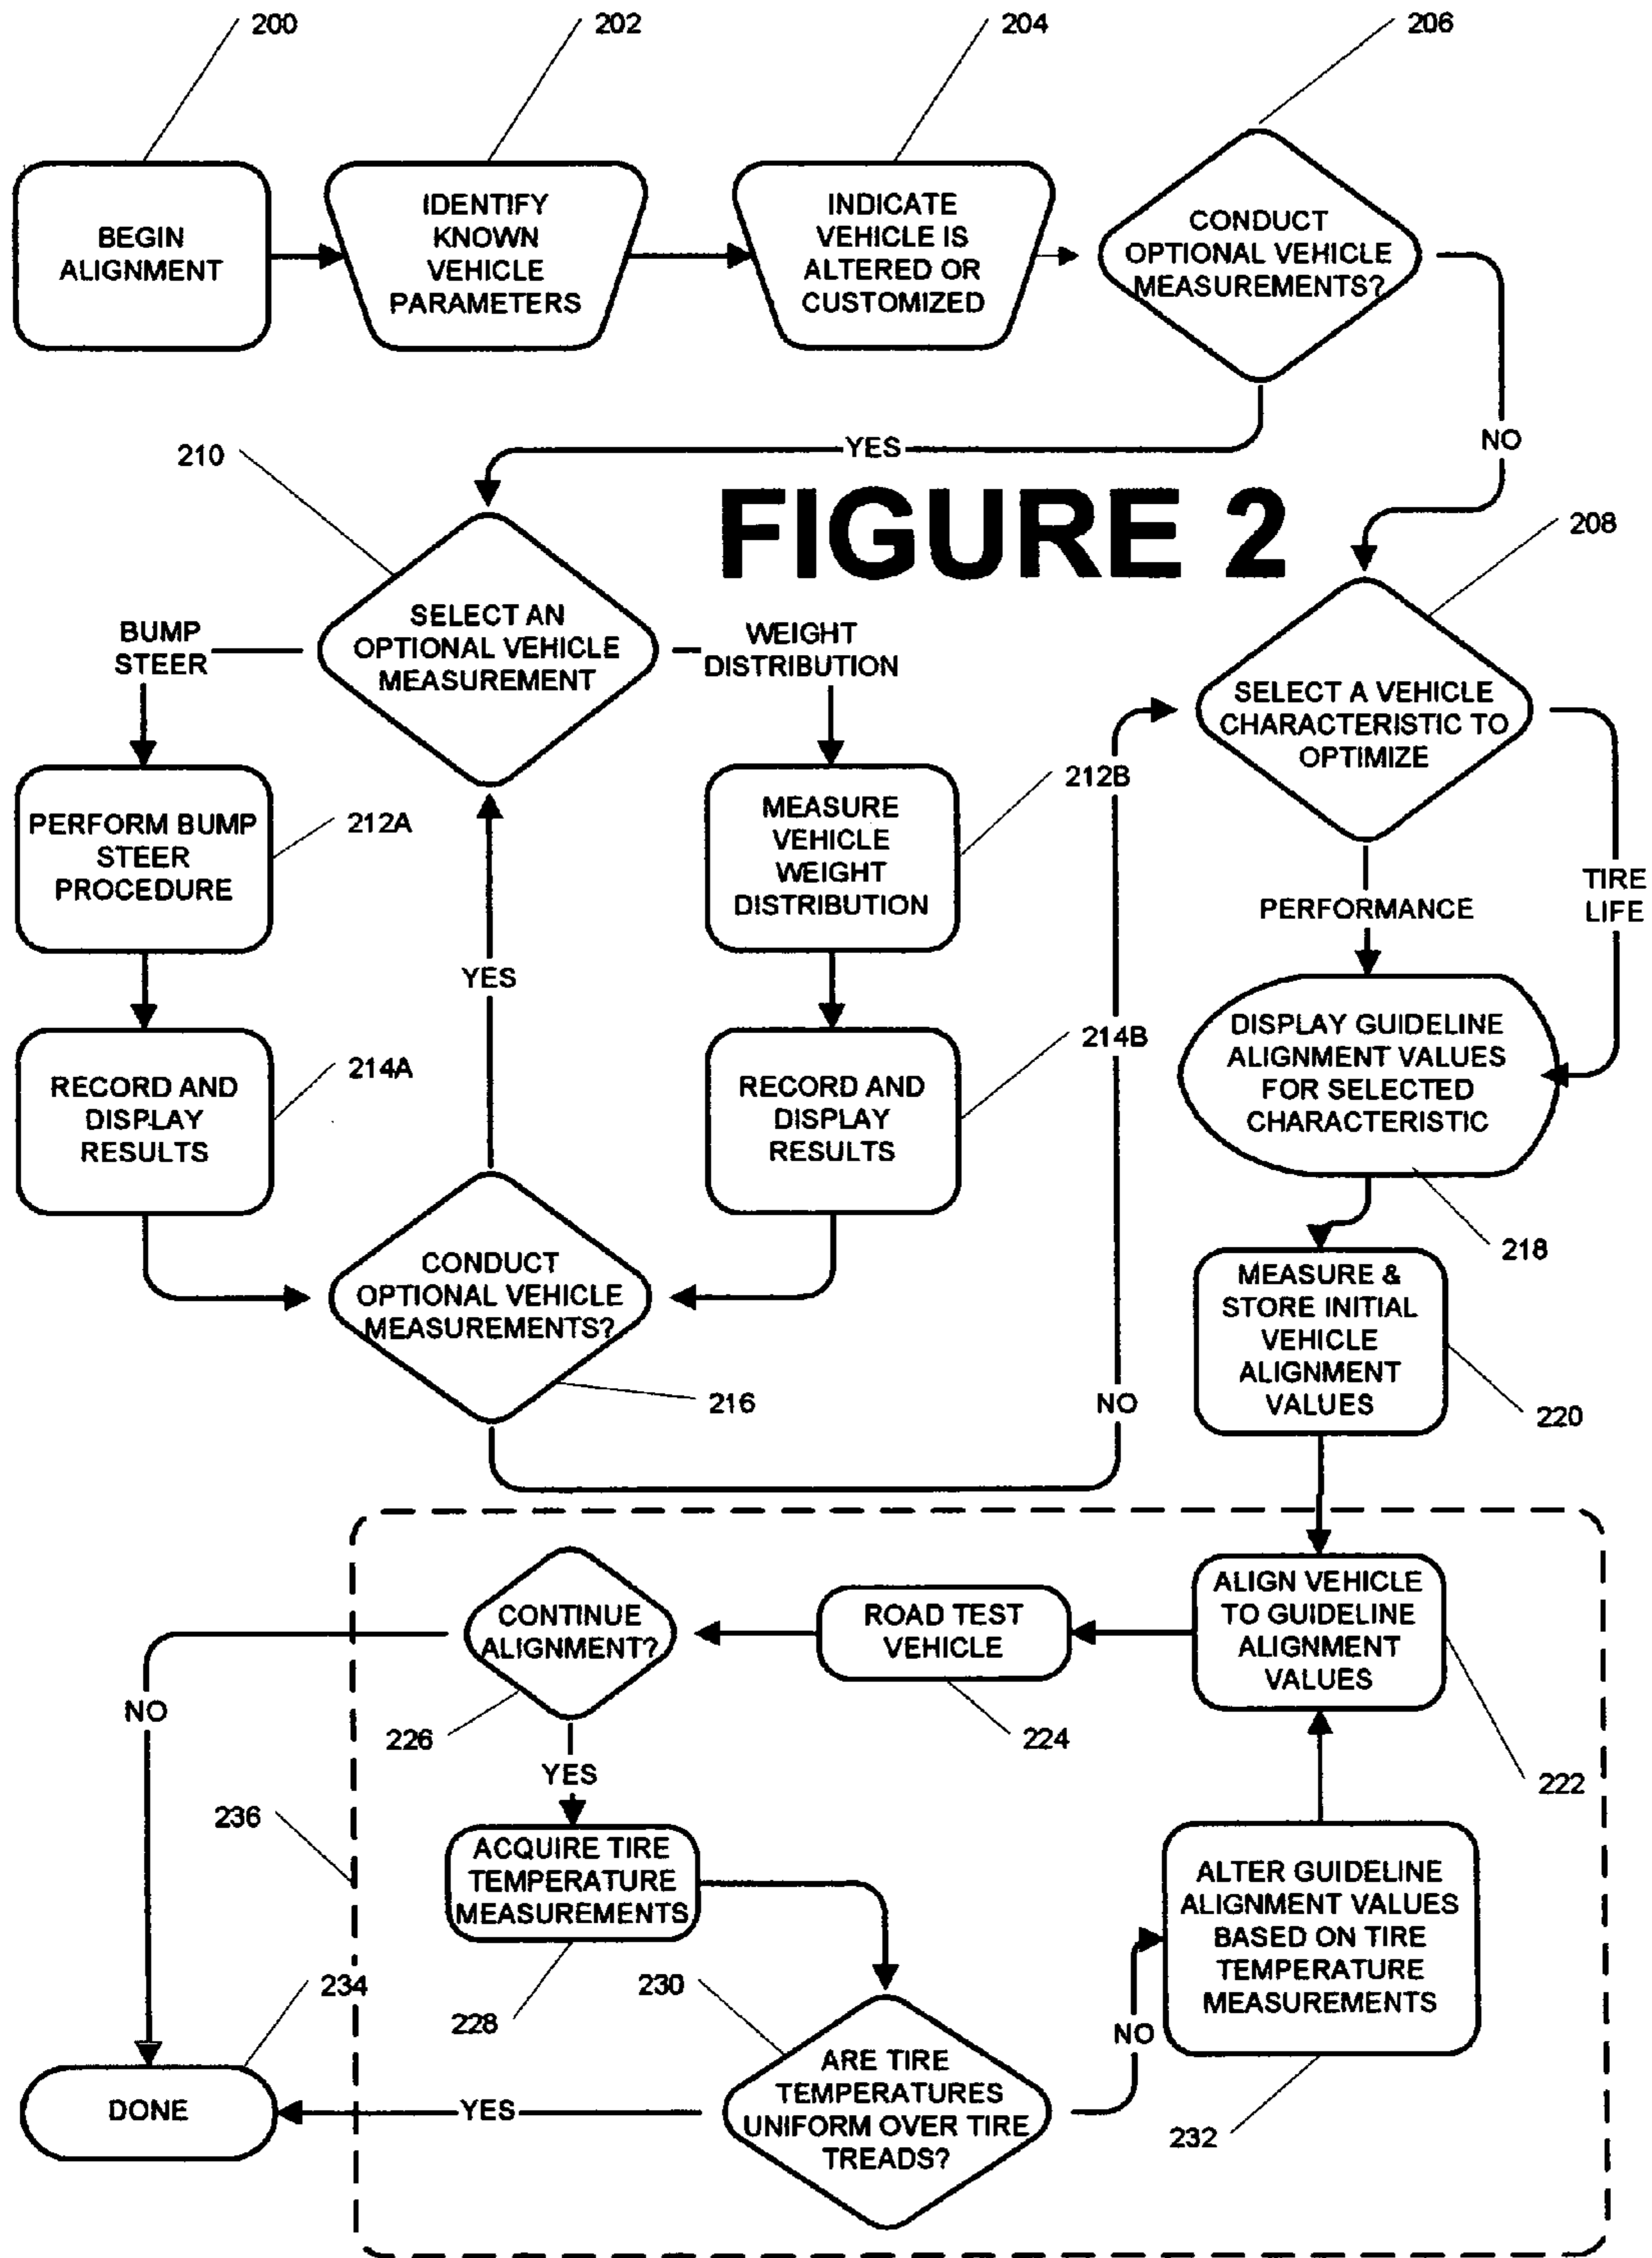 200
202
204
206
BEGIN
ALIGNMENT
IDENTIFY
KNOWN
VEHICLE
PARAMETERS
INDICATE
VEHICLE IS
ALTERED OR
CUSTOMIZED
CONDUCT
OPTIONAL VEHICLE
MEASUREMENTS?
YES
NO
210
FIGURE 2
208
SELECT AN
OPTIONAL VEHICLE
MEASUREMENT
BUMP
STEER
WEIGHT
DISTRIBUTION
SELECT A VEHICLE
CHARACTERISTIC TO
OPTIMIZE
PERFORM BUMP
STEER
PROCEDURE
212A
MEASURE
VEHICLE
WEIGHT
DISTRIBUTION
212B
PERFORMANCE
TIRE
LIFE
YES
RECORD AND
DISPLAY
RESULTS
214A
RECORD AND
DISPLAY
RESULTS
214B
DISPLAY GUIDELINE
ALIGNMENT VALUES
FOR SELECTED
CHARACTERISTIC
218
CONDUCT
OPTIONAL VEHICLE
MEASUREMENTS?
216
NO
MEASURE &
STORE INITIAL
VEHICLE
ALIGNMENT
VALUES
220
CONTINUE
ALIGNMENT?
226
ROAD TEST
VEHICLE
224
ALIGN VEHICLE
TO GUIDELINE
ALIGNMENT
VALUES
222
NO
YES
236
ACQUIRE TIRE
TEMPERATURE
MEASUREMENTS
228
ALTER GUIDELINE
ALIGNMENT VALUES
BASED ON TIRE
TEMPERATURE
MEASUREMENTS
232
234
230
NO
DONE
YES
ARE TIRE
TEMPERATURES
UNIFORM OVER TIRE
TREADS?